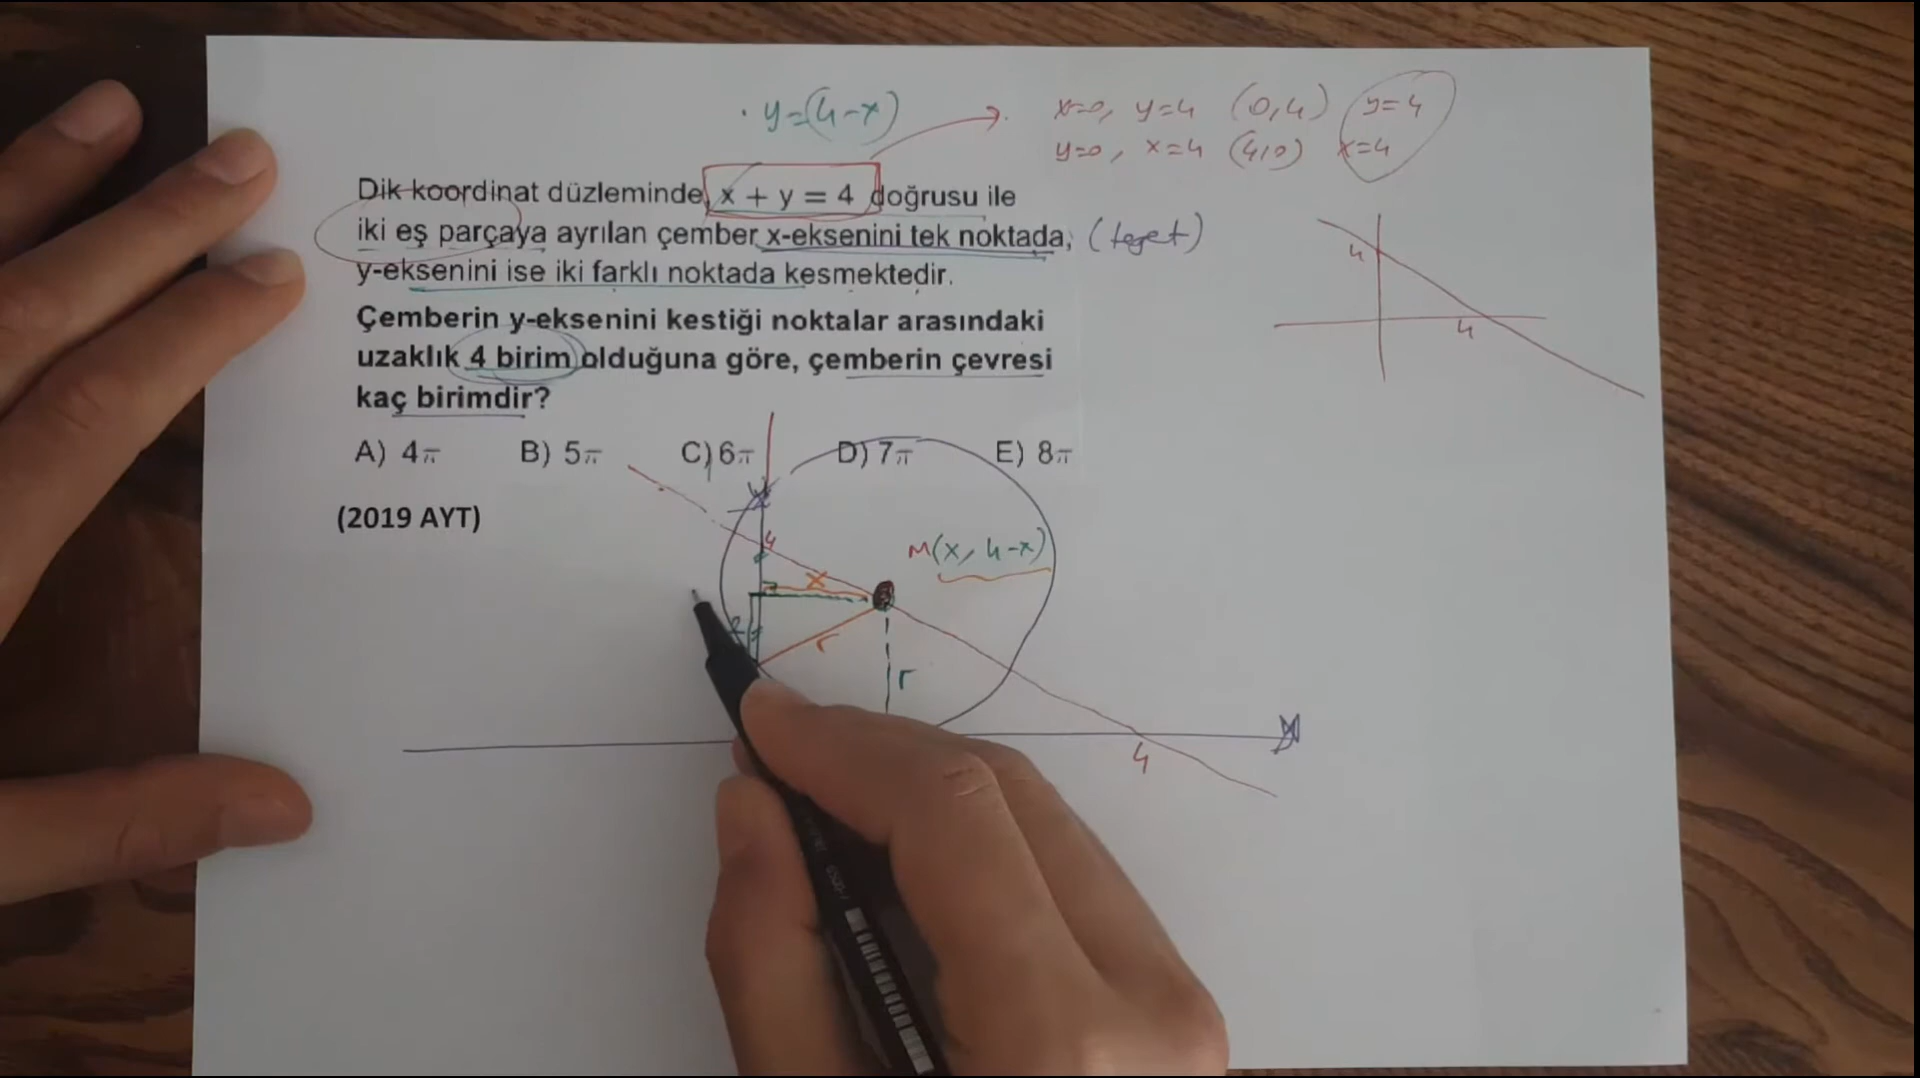 · y=(4-x)
x=0, y=4 (0,4) y=4
y=0, x=4 (4,0) x=4
Dik koordinat düzleminde, x + y = 4 doğrusu ile
iki eş parçaya ayrılan çember x-eksenini tek noktada, (teğet)
y-eksenini ise iki farklı noktada kesmektedir.
Çemberin y-eksenini kestiği noktalar arasındaki
uzaklık 4 birim olduğuna göre, çemberin çevresi
kaç birimdir?
A) 4π B) 5π C) 6π D) 7π E) 8π
(2019 AYT)
4
4
4
M(x, 4-x)
x
2
r
r
4